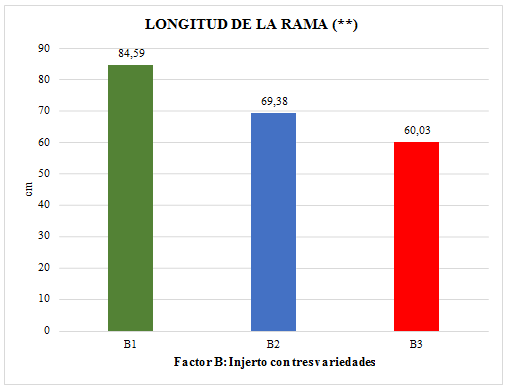 LONGITUD DE LA RAMA (**)
90
80
70
60
50
40
30
20
10
0
cm
84,59
69,38
60,03
B1
B2
B3
Factor B: Injerto con tres variedades